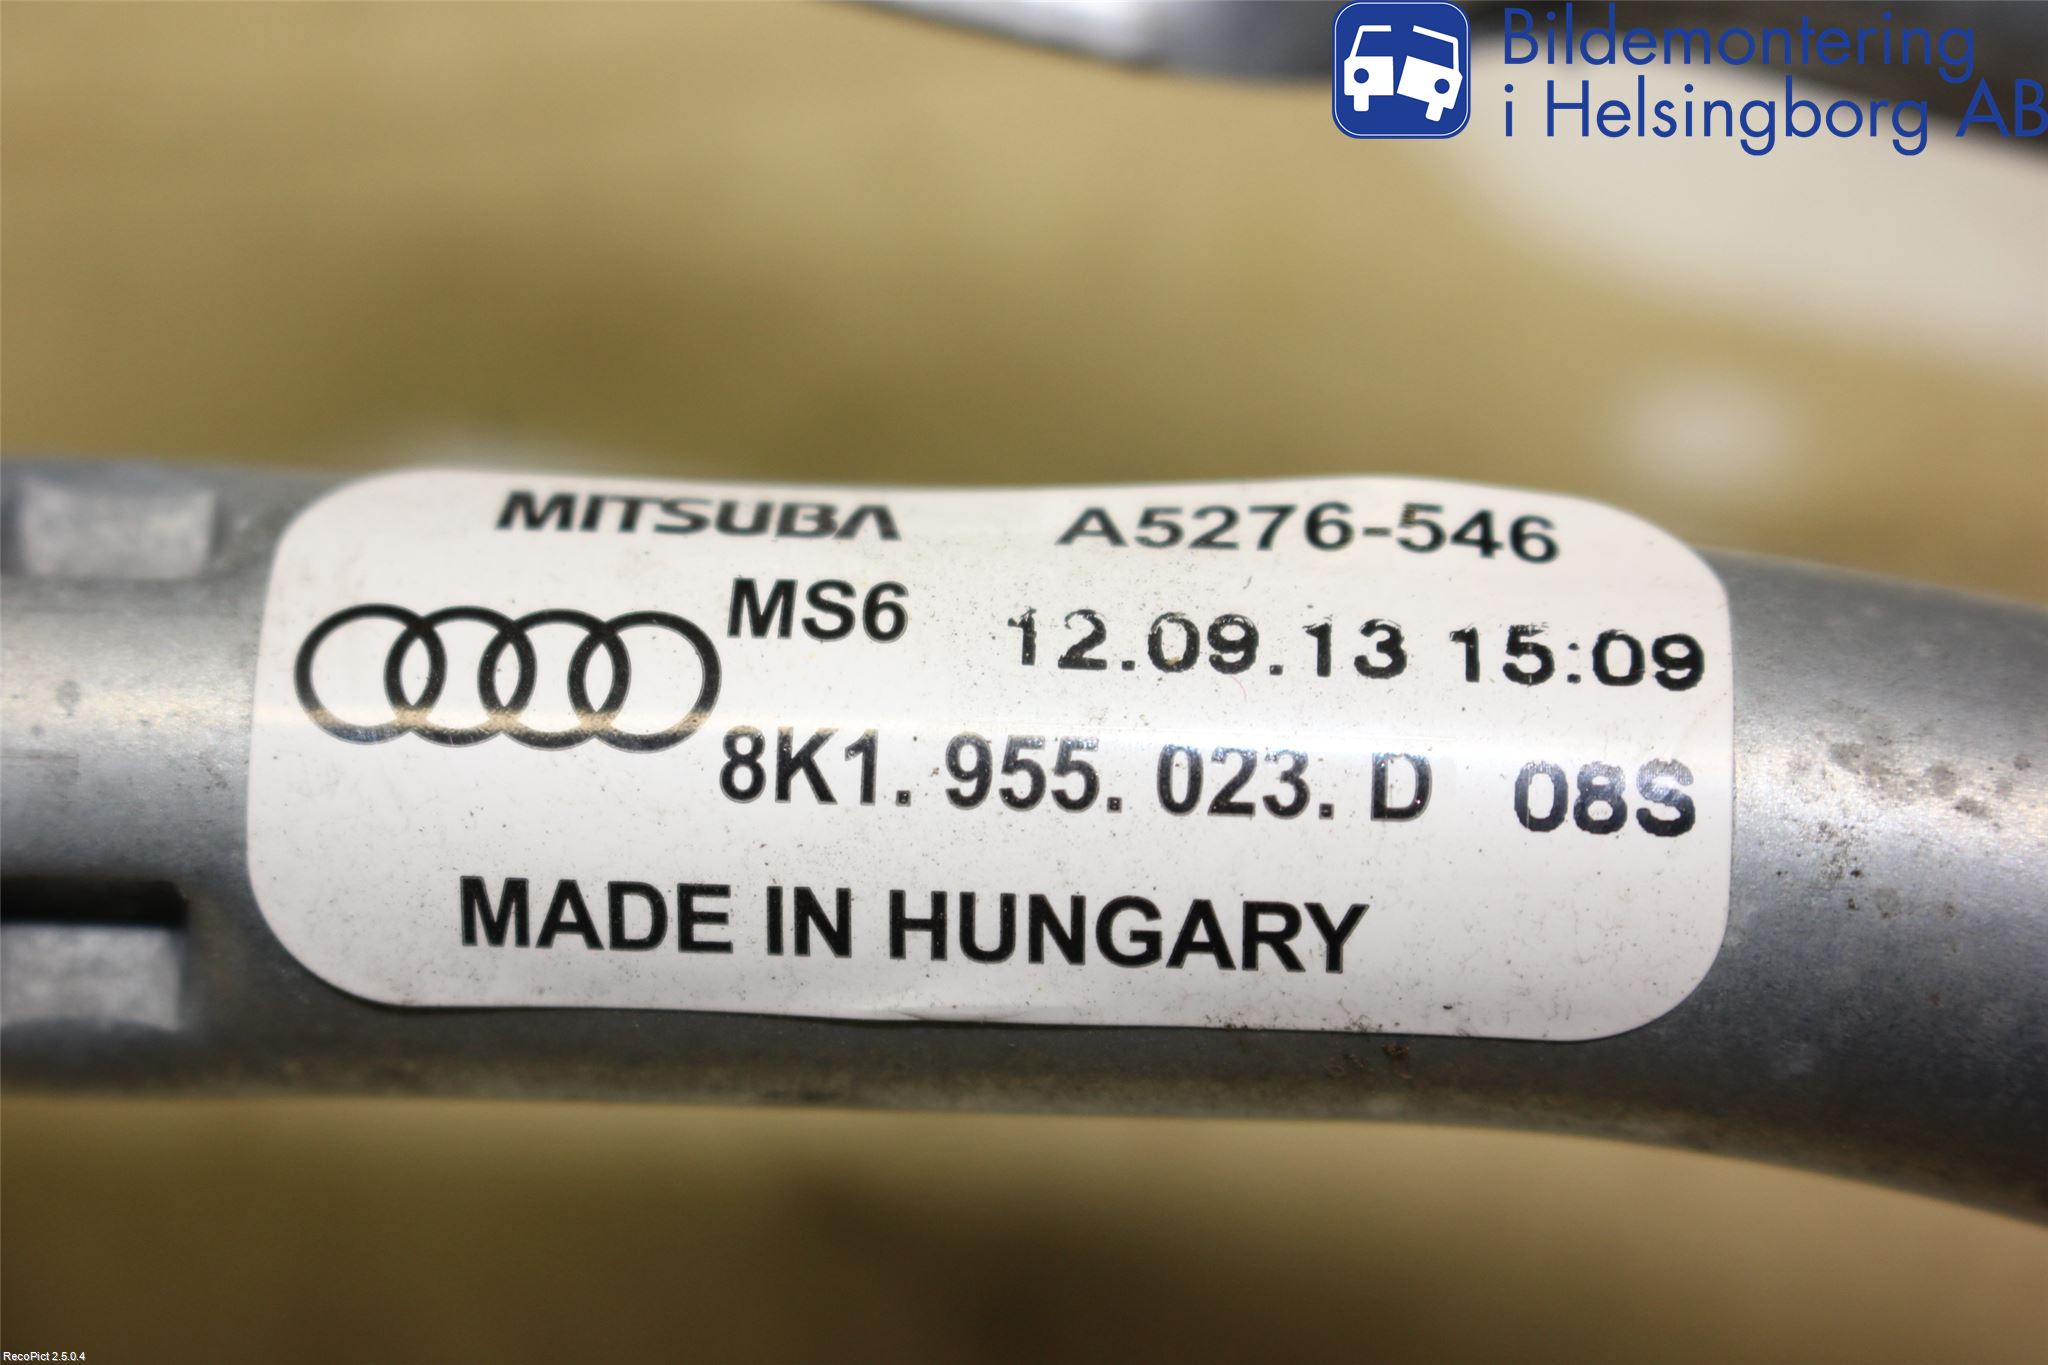 Bildemontering
i Helsingborg AB
MITSUBA A5276-546
MS6 12.09.13 15:09
8K1. 955. 023. D 08S
MADE IN HUNGARY
RecoPict 2.5.0.4